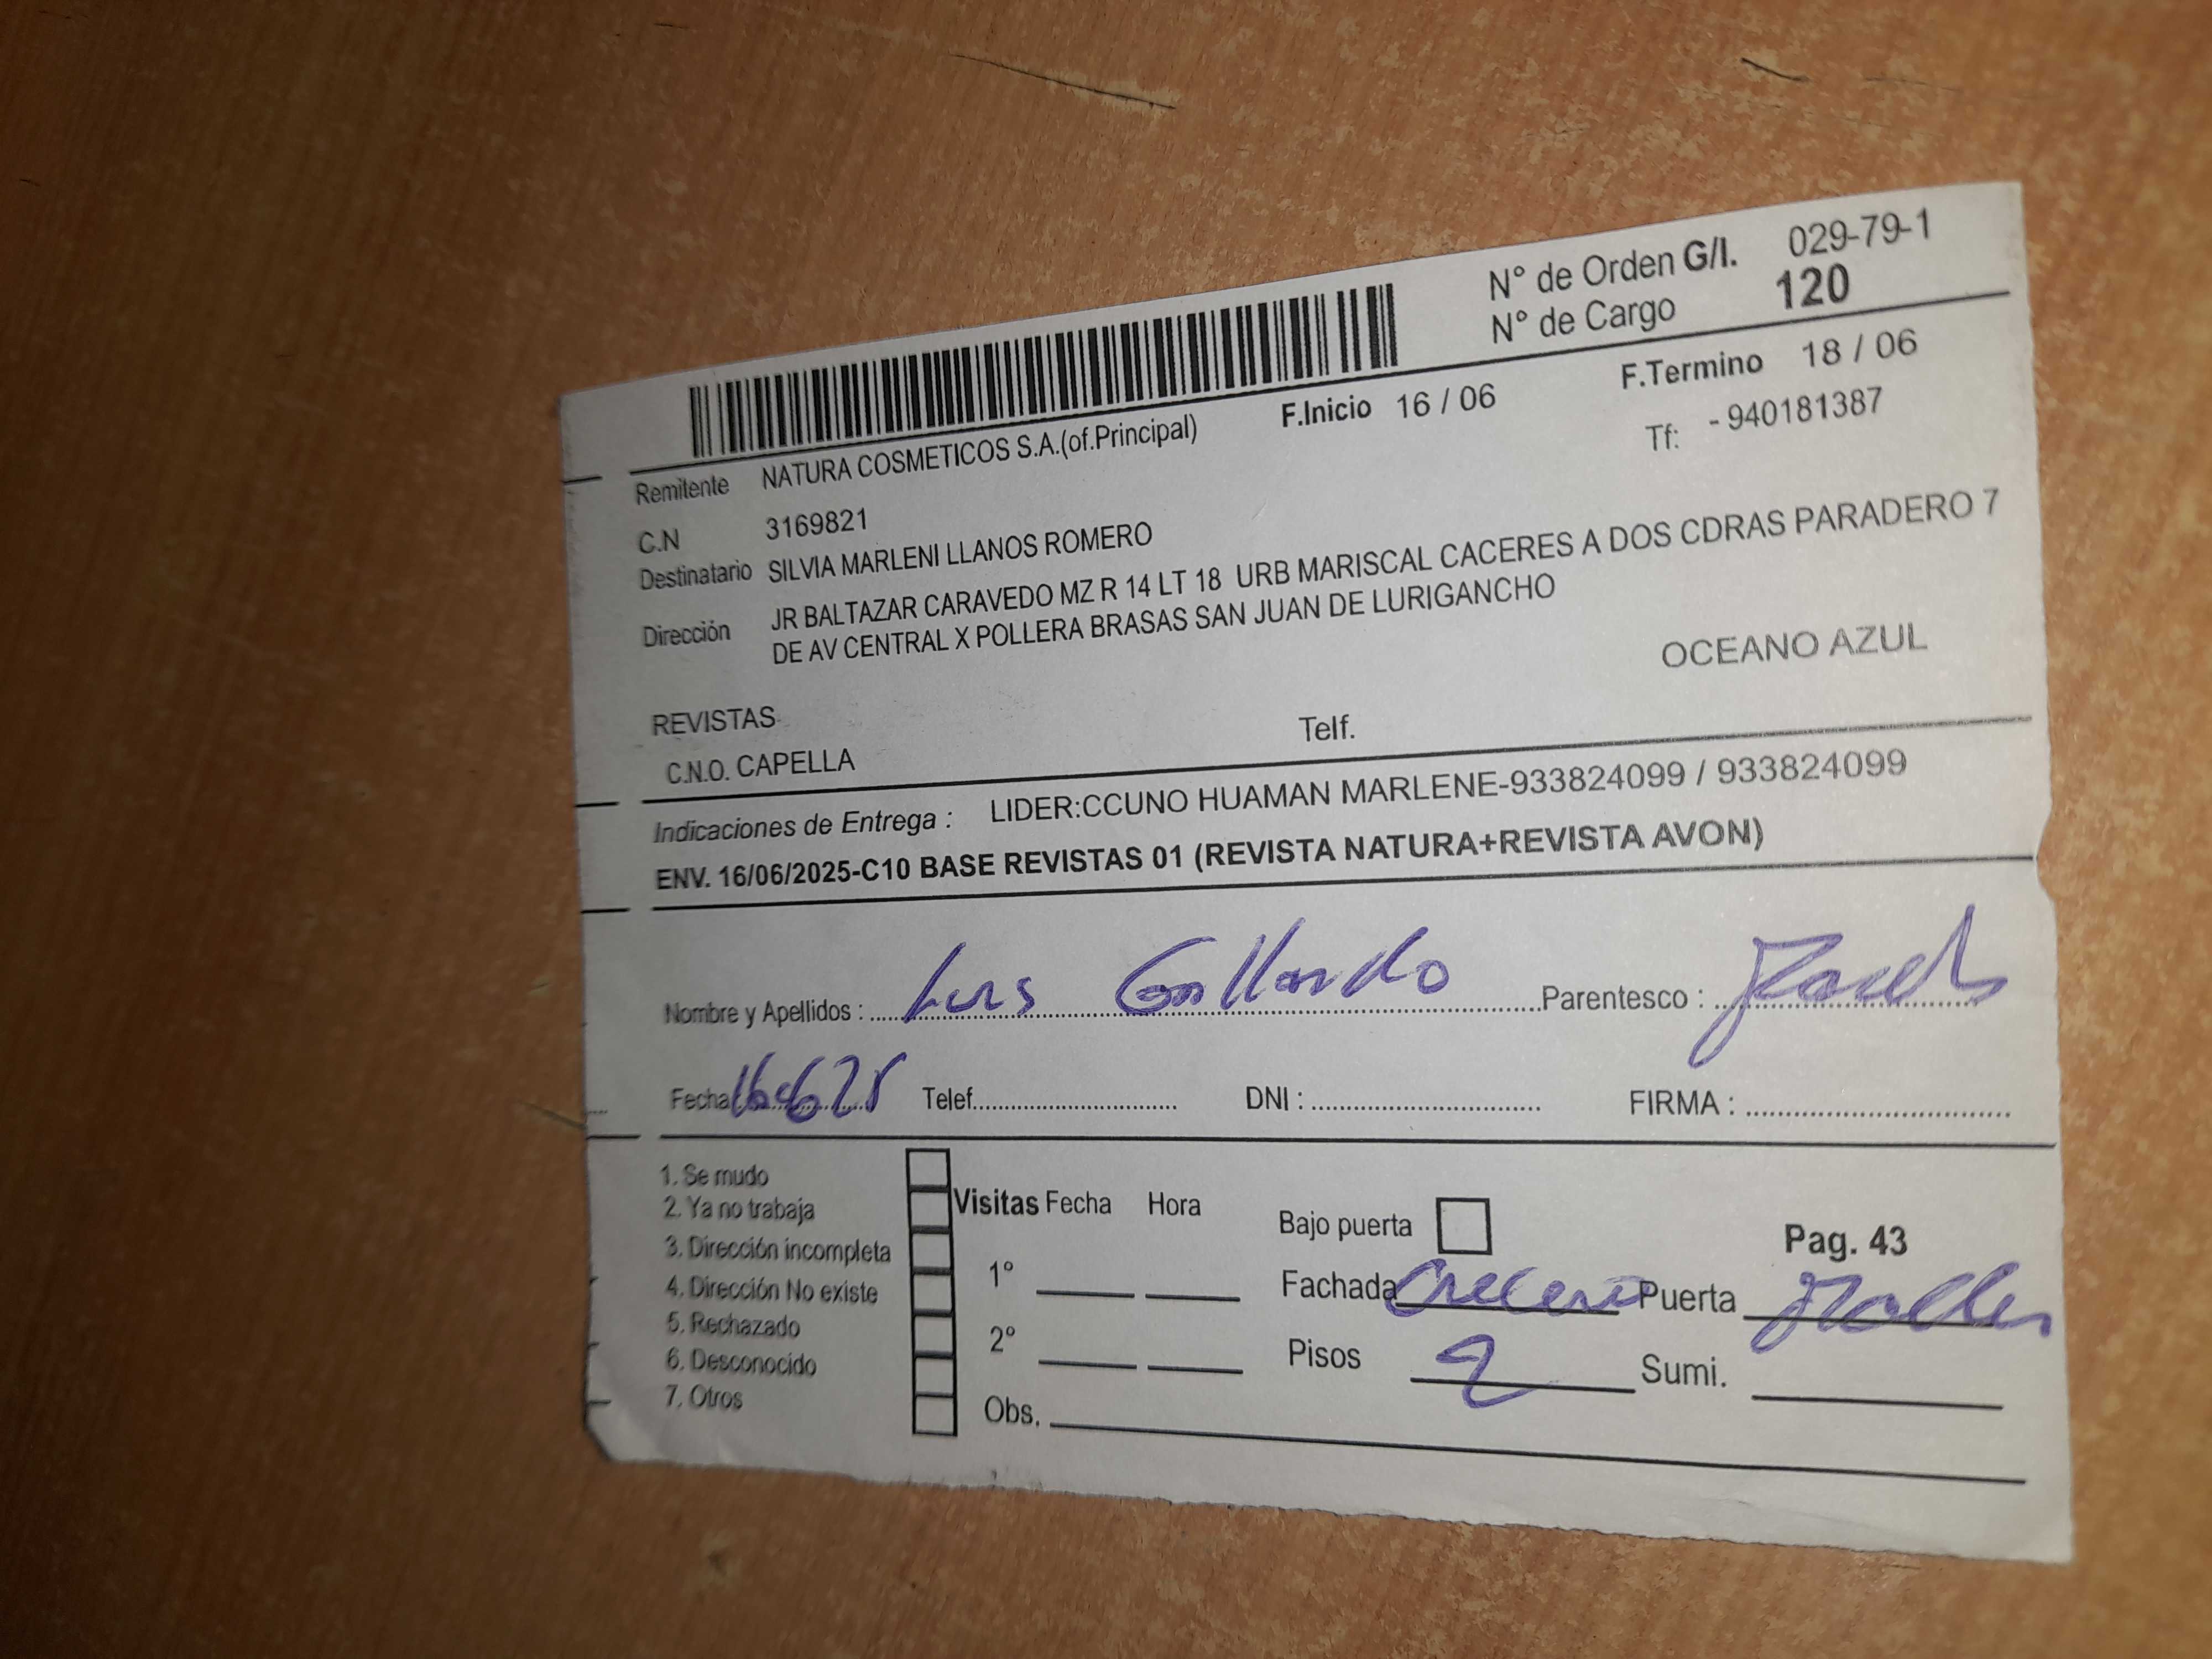 N° de Orden G/I. 029-79-1
N° de Cargo 120
F.Inicio 16 / 06 F.Termino 18 / 06
Remitente NATURA COSMETICOS S.A.(of.Principal) Tf: - 940181387
C.N 3169821
Destinatario SILVIA MARLENI LLANOS ROMERO
Dirección JR BALTAZAR CARAVEDO MZ R 14 LT 18 URB MARISCAL CACERES A DOS CDRAS PARADERO 7
DE AV CENTRAL X POLLERA BRASAS SAN JUAN DE LURIGANCHO
OCEANO AZUL
REVISTAS
C.N.O. CAPELLA Telf.
Indicaciones de Entrega : LIDER:CCUNO HUAMAN MARLENE-933824099 / 933824099
ENV. 16/06/2025-C10 BASE REVISTAS 01 (REVISTA NATURA+REVISTA AVON)
Nombre y Apellidos : Luis Gallardo Parentesco :
Fecha 16 6 25 Telef. DNI : FIRMA :
1. Se mudo
2. Ya no trabaja
3. Dirección incompleta
4. Dirección No existe
5. Rechazado
6. Desconocido
7. Otros
Visitas Fecha Hora
1°
2°
Obs.
Bajo puerta Pag. 43
Fachada Puerta
Pisos 2 Sumi.